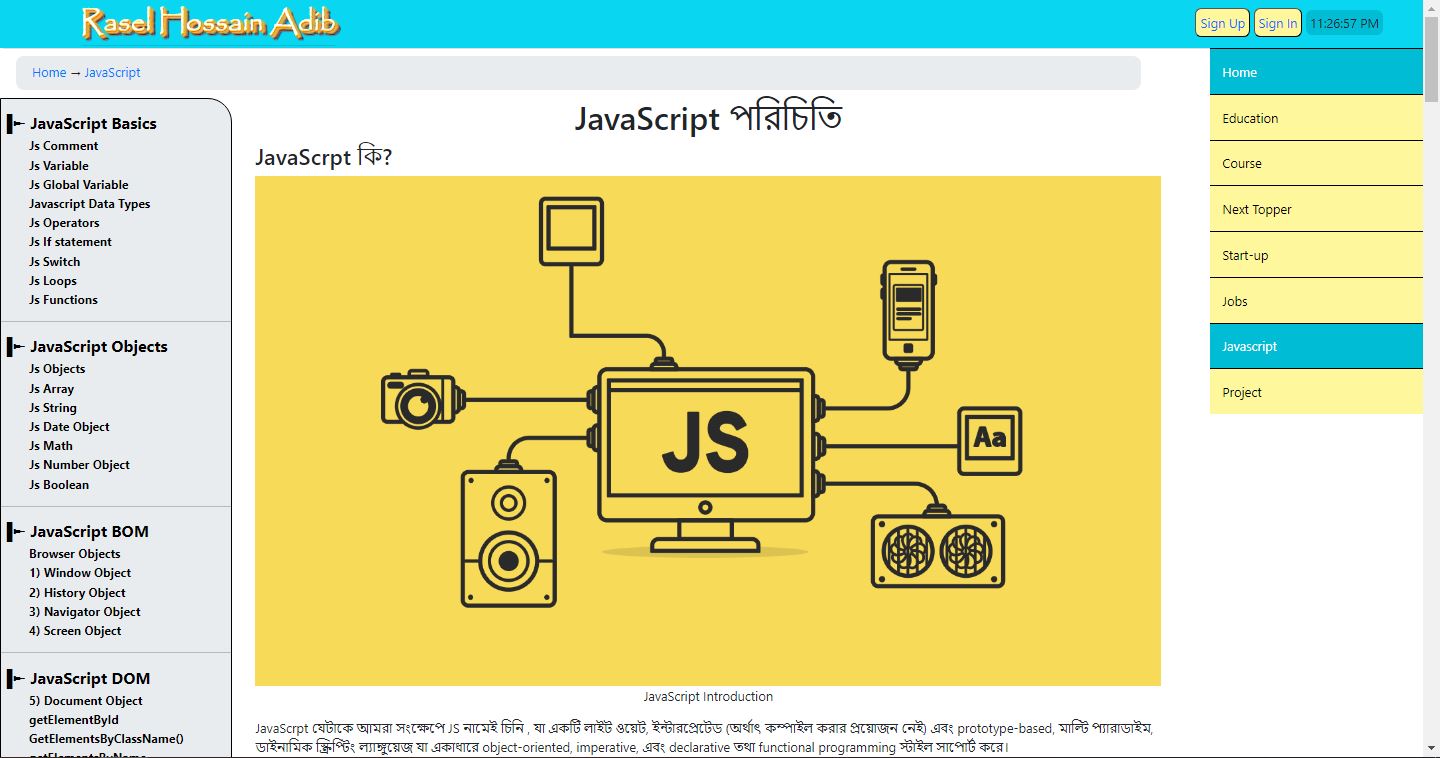 Rasel Hossain Adib
Sign Up Sign In 11:26:57 PM
Home → JavaScript
JavaScript Basics
Js Comment
Js Variable
Js Global Variable
Javascript Data Types
Js Operators
Js If statement
Js Switch
Js Loops
Js Functions
JavaScript Objects
Js Objects
Js Array
Js String
Js Date Object
Js Math
Js Number Object
Js Boolean
JavaScript BOM
Browser Objects
1) Window Object
2) History Object
3) Navigator Object
4) Screen Object
JavaScript DOM
5) Document Object
getElementById
GetElementsByClassName()
getElementsByName
JavaScript পরিচিতি
JavaScrpt কি?
JS
Aa
JavaScript Introduction
JavaScrpt যেটাকে আমরা সংক্ষেপে JS নামেই চিনি , যা একটি লাইট ওয়েট, ইন্টারপ্রেটেড (অর্থাৎ কম্পাইল করার প্রয়োজন নেই) এবং prototype-based, মাল্টি প্যারাডাইম,
ডাইনামিক স্ক্রিপ্টিং ল্যাঙ্গুয়েজ যা একাধারে object-oriented, imperative, এবং declarative তথা functional programming স্টাইল সাপোর্ট করে।
Home
Education
Course
Next Topper
Start-up
Jobs
Javascript
Project